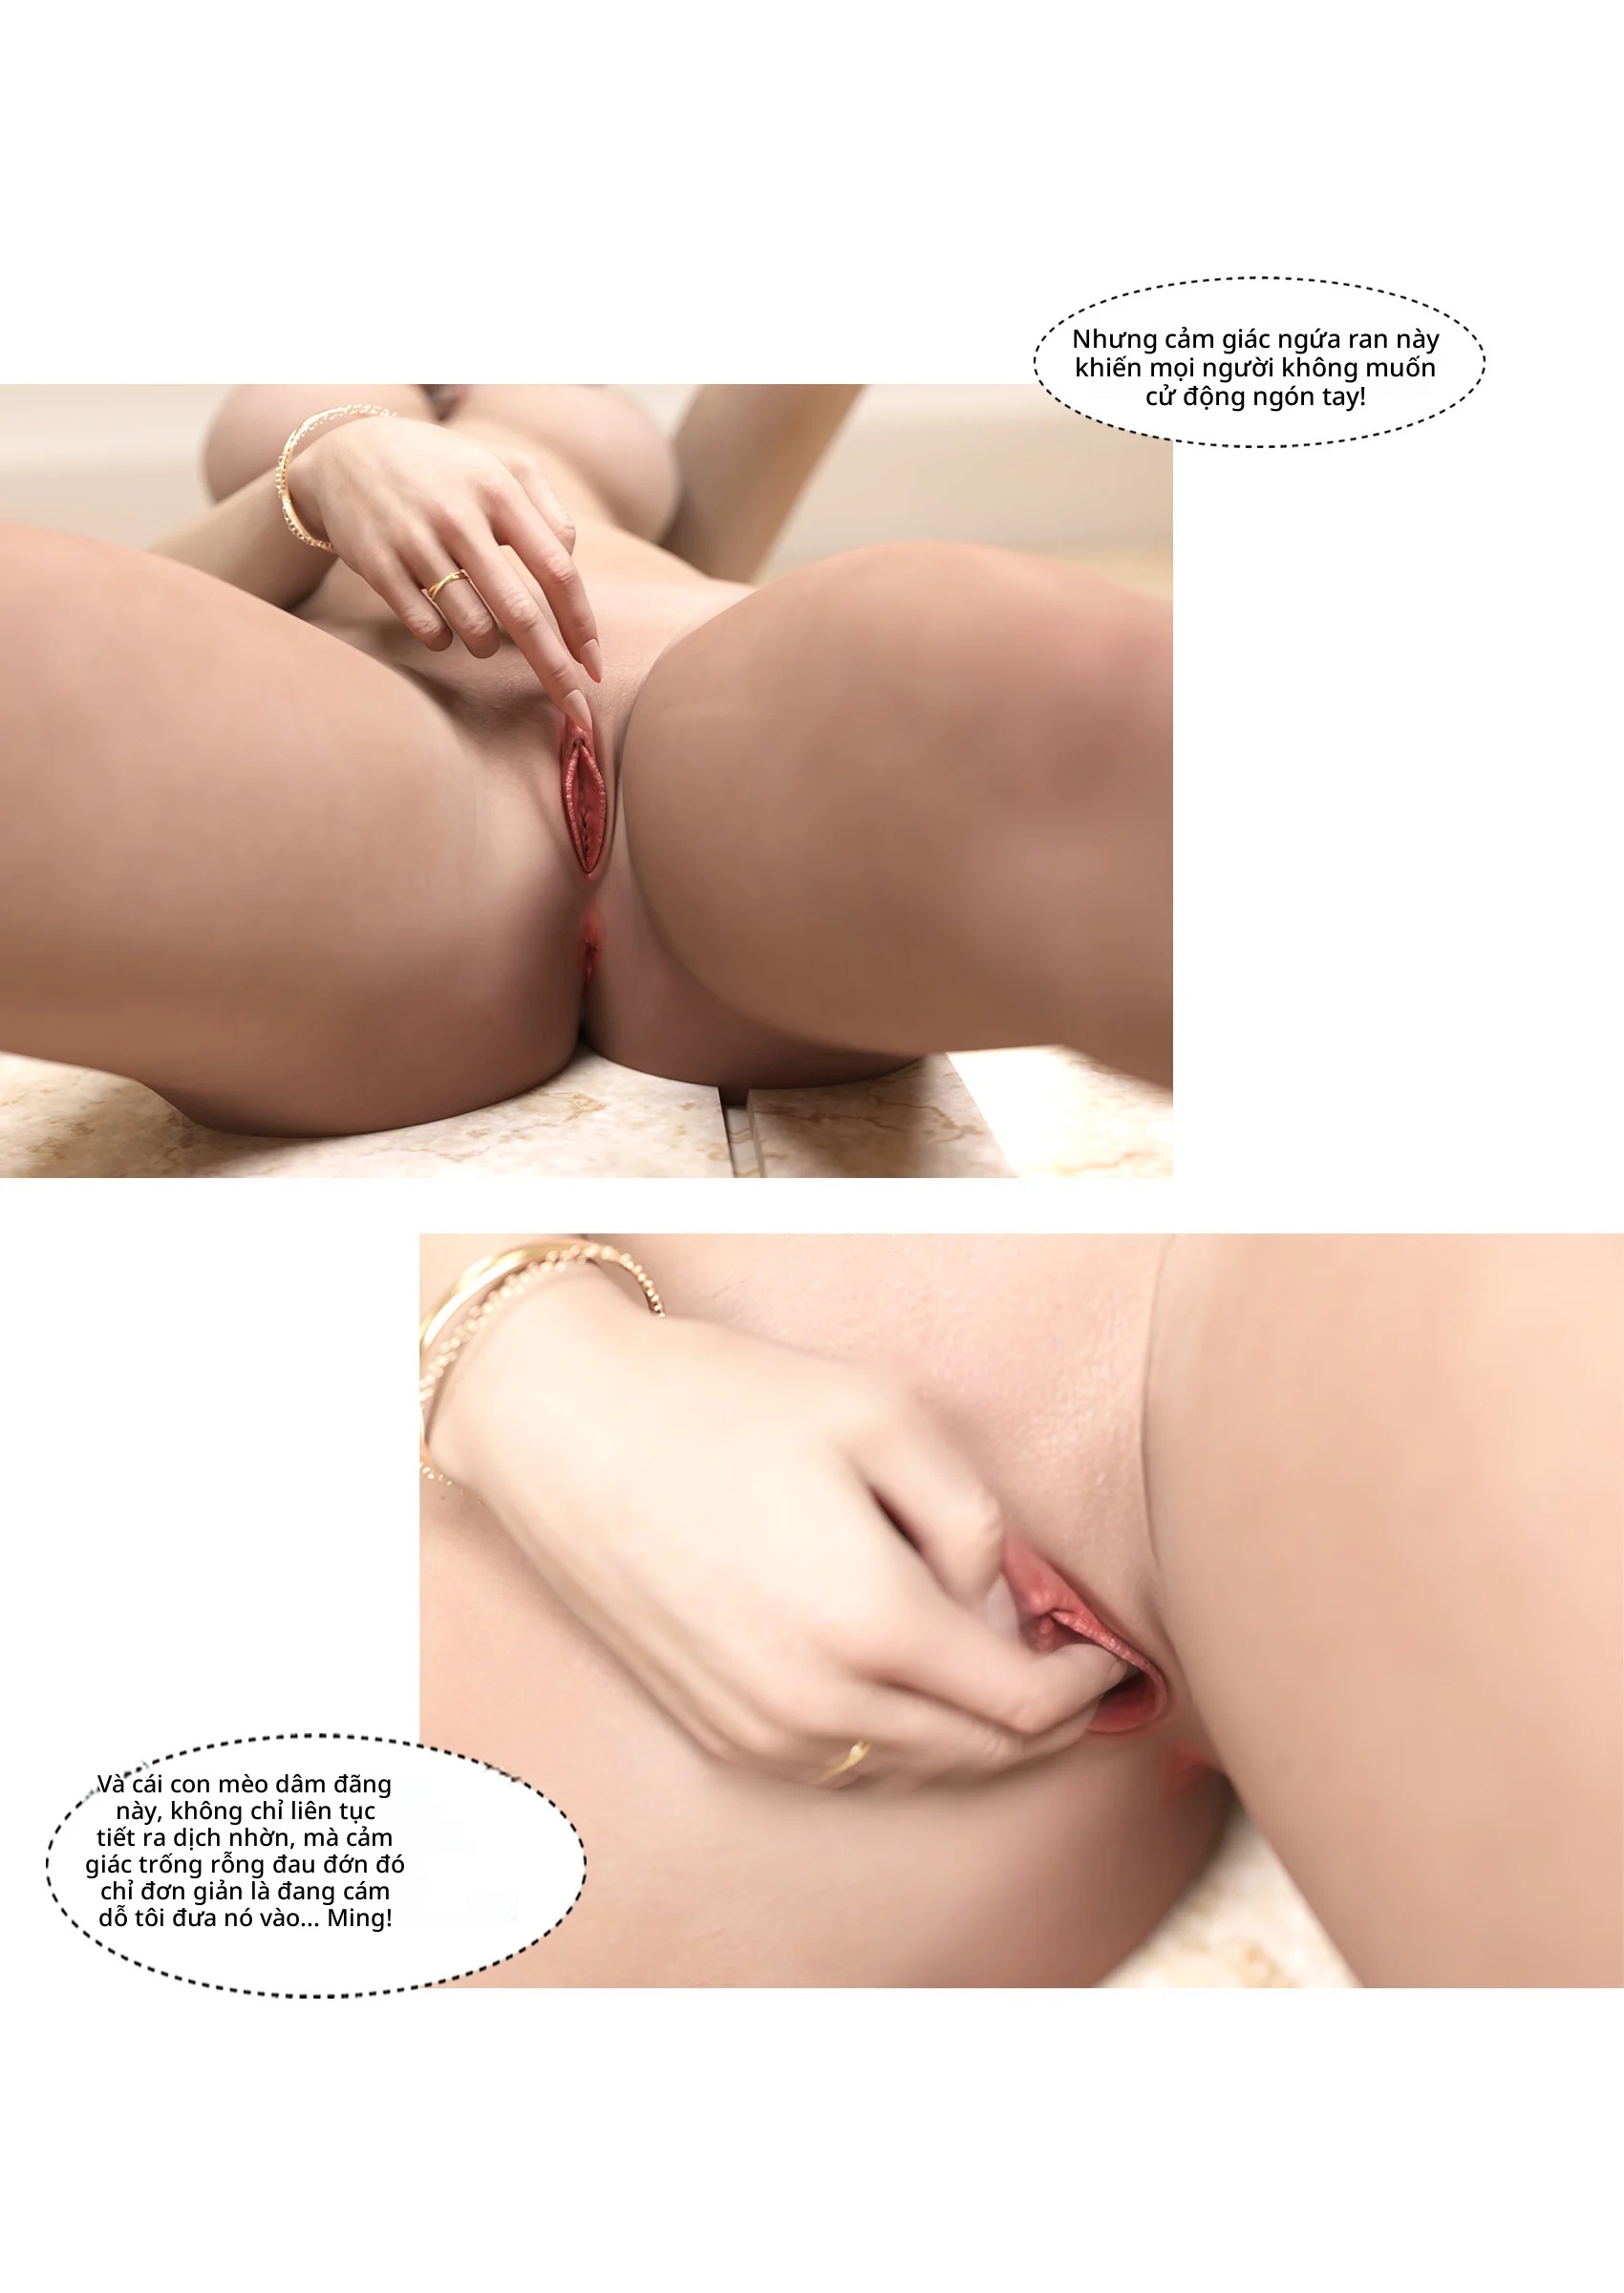 Nhưng cảm giác ngứa ran này
khiến mọi người không muốn
cử động ngón tay!
Và cái con mèo dâm đãng
này, không chỉ liên tục
tiết ra dịch nhờn, mà cảm
giác trống rỗng đau đớn đó
chỉ đơn giản là đang cám
dỗ tôi đưa nó vào... Ming!